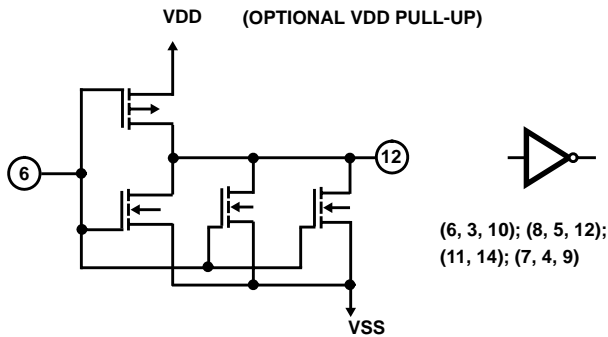 VDD (OPTIONAL VDD PULL-UP)
6
12
(6, 3, 10); (8, 5, 12);
(11, 14); (7, 4, 9)
VSS